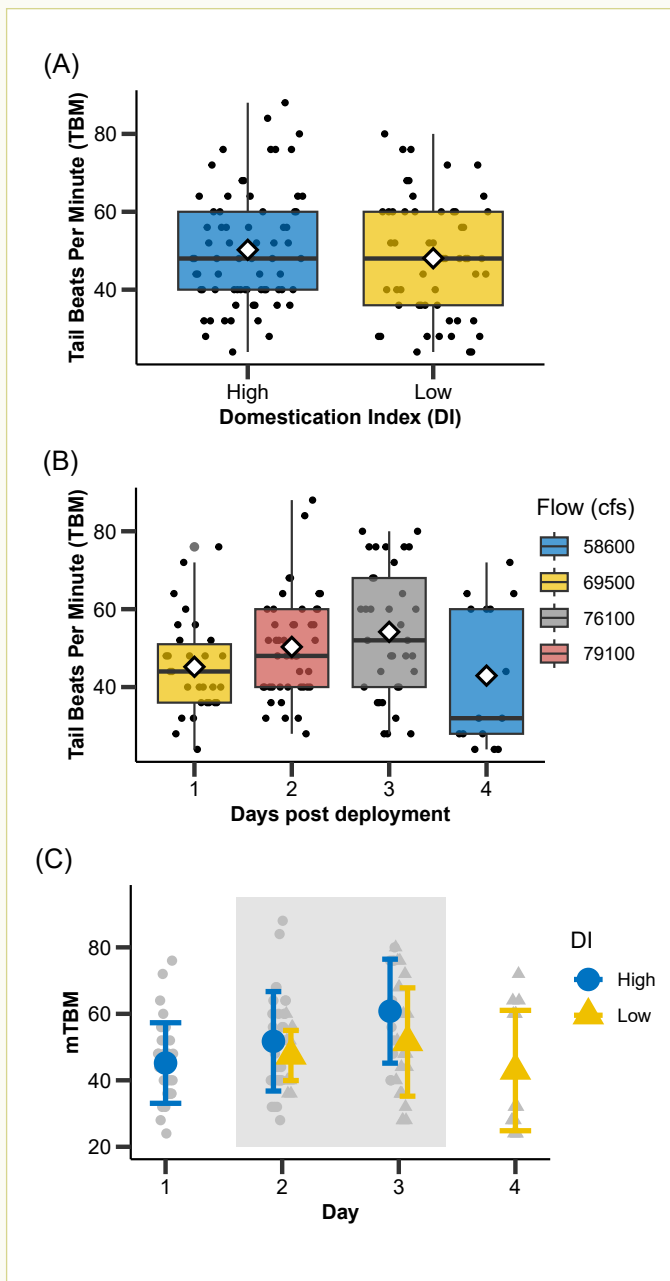 (A)
Tail Beats Per Minute (TBM)
80
60
40
High
Low
Domestication Index (DI)
(B)
Tail Beats Per Minute (TBM)
80
60
40
1
2
3
4
Days post deployment
Flow (cfs)
58600
69500
76100
79100
(C)
mTBM
80
60
40
20
1
2
3
4
Day
DI
High
Low